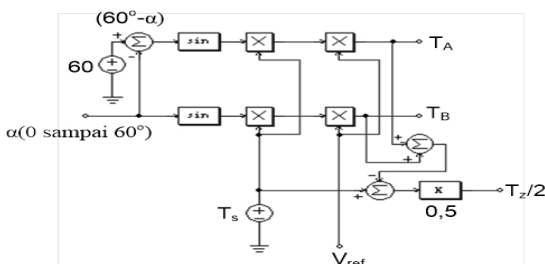 (60°-α)
+
Σ
-
sin
X
X
T_A
60
+
-
sin
X
X
T_B
α(0 sampai 60°)
+
Σ
+
-
Σ
+
K
T_z/2
0,5
T_s
+
-
V_ref